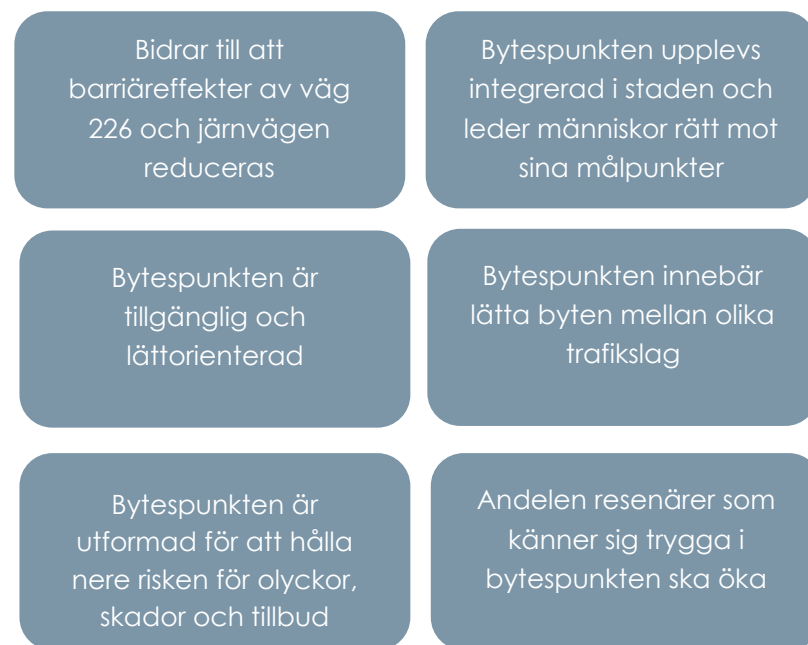 Bidrar till att
barriäreffekter av väg
226 och järnvägen
reduceras
Bytespunkten upplevs
integrerad i staden och
leder människor rätt mot
sina målpunkter
Bytespunkten är
tillgänglig och
lättorienterad
Bytespunkten innebär
lätta byten mellan olika
trafikslag
Bytespunkten är
utformad för att hålla
nere risken för olyckor,
skador och tillbud
Andelen resenärer som
känner sig trygga i
bytespunkten ska öka